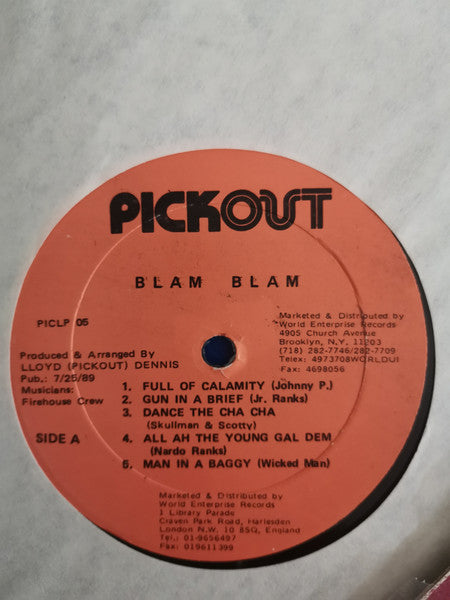 PICKOUT
BLAM BLAM
PICLP 05
Marketed & Distributed by
World Enterprise Records
4905 Church Avenue
Brooklyn, N.Y, 11203
(718) 282-7746/282-7709
Telex: 4973708WORLDUI
Fax: 4698056
Produced & Arranged By
LLOYD (PICKOUT) DENNIS
Pub.; 7/25/89
Musicians:
Firehouse Crew
SIDE A
1. FULL OF CALAMITY (Johnny P.)
2. GUN IN A BRIEF (Jr. Ranks)
3. DANCE THE CHA CHA
(Skullman & Scotty)
4. ALL AH THE YOUNG GAL DEM
(Nardo Ranks)
5. MAN IN A BAGGY (Wicked Man)
Marketed & Distributed by
World Enterprise Records
1 Library Parade
Craven Park Road, Harlesden
London N.W. 10 8SG, England
Tel.: 01-9656497
Fax: 019611399